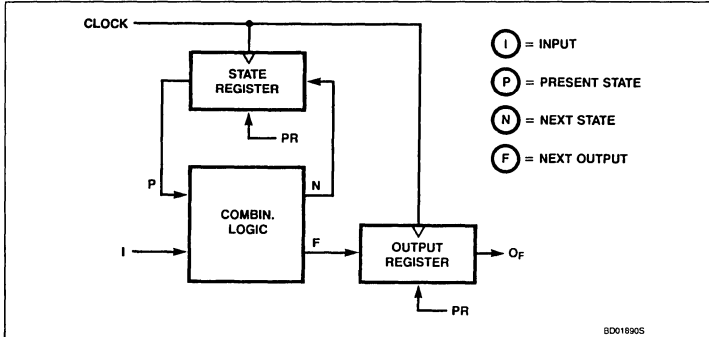 CLOCK
I = INPUT
STATE
REGISTER
P = PRESENT STATE
PR
N = NEXT STATE
F = NEXT OUTPUT
P
N
COMBIN.
LOGIC
I
F
OUTPUT
REGISTER
OF
PR
BD01890S